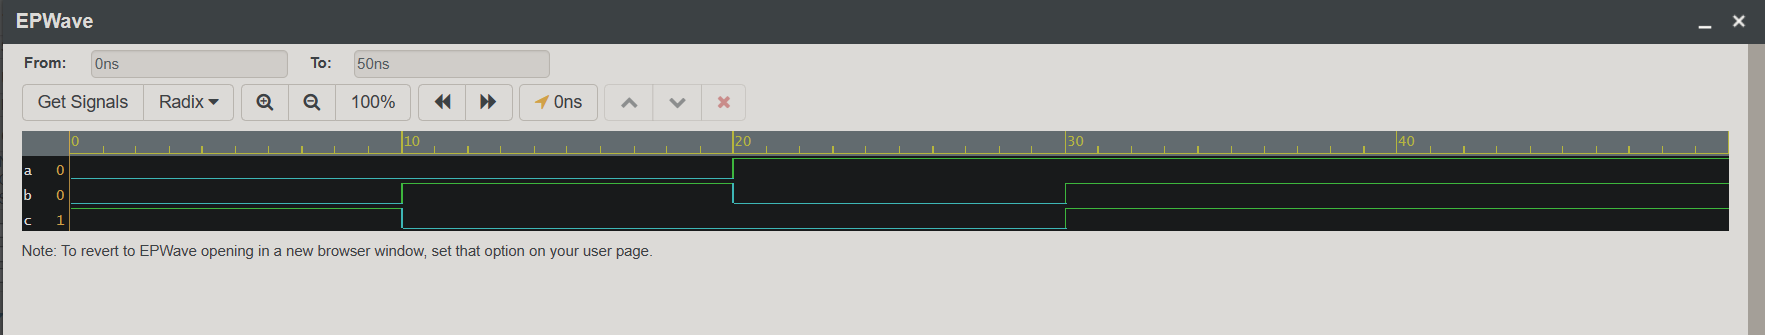 EPWave
From: 0ns To: 50ns
Get Signals Radix 100% 0ns
0 10 20 30 40
a 0
b 0
c 1
Note: To revert to EPWave opening in a new browser window, set that option on your user page.